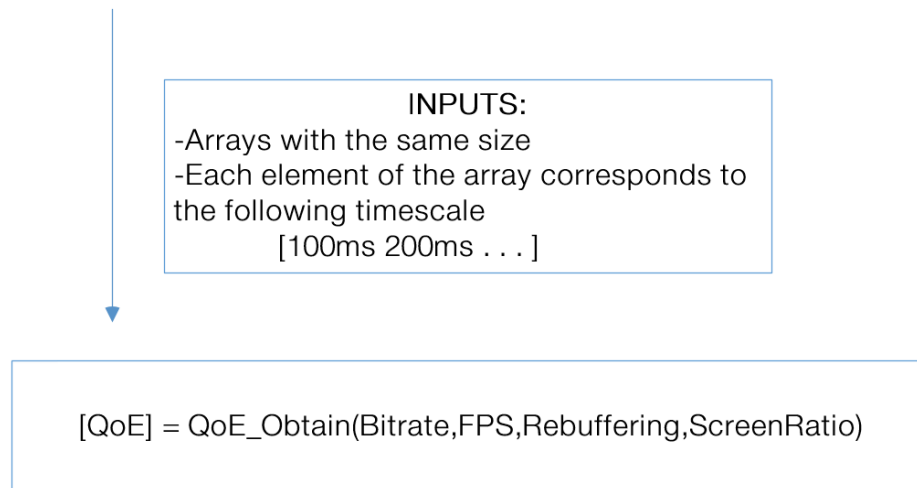 INPUTS:
-Arrays with the same size
-Each element of the array corresponds to
the following timescale
[100ms 200ms . . . ]
[QoE] = QoE_Obtain(Bitrate,FPS,Rebuffering,ScreenRatio)